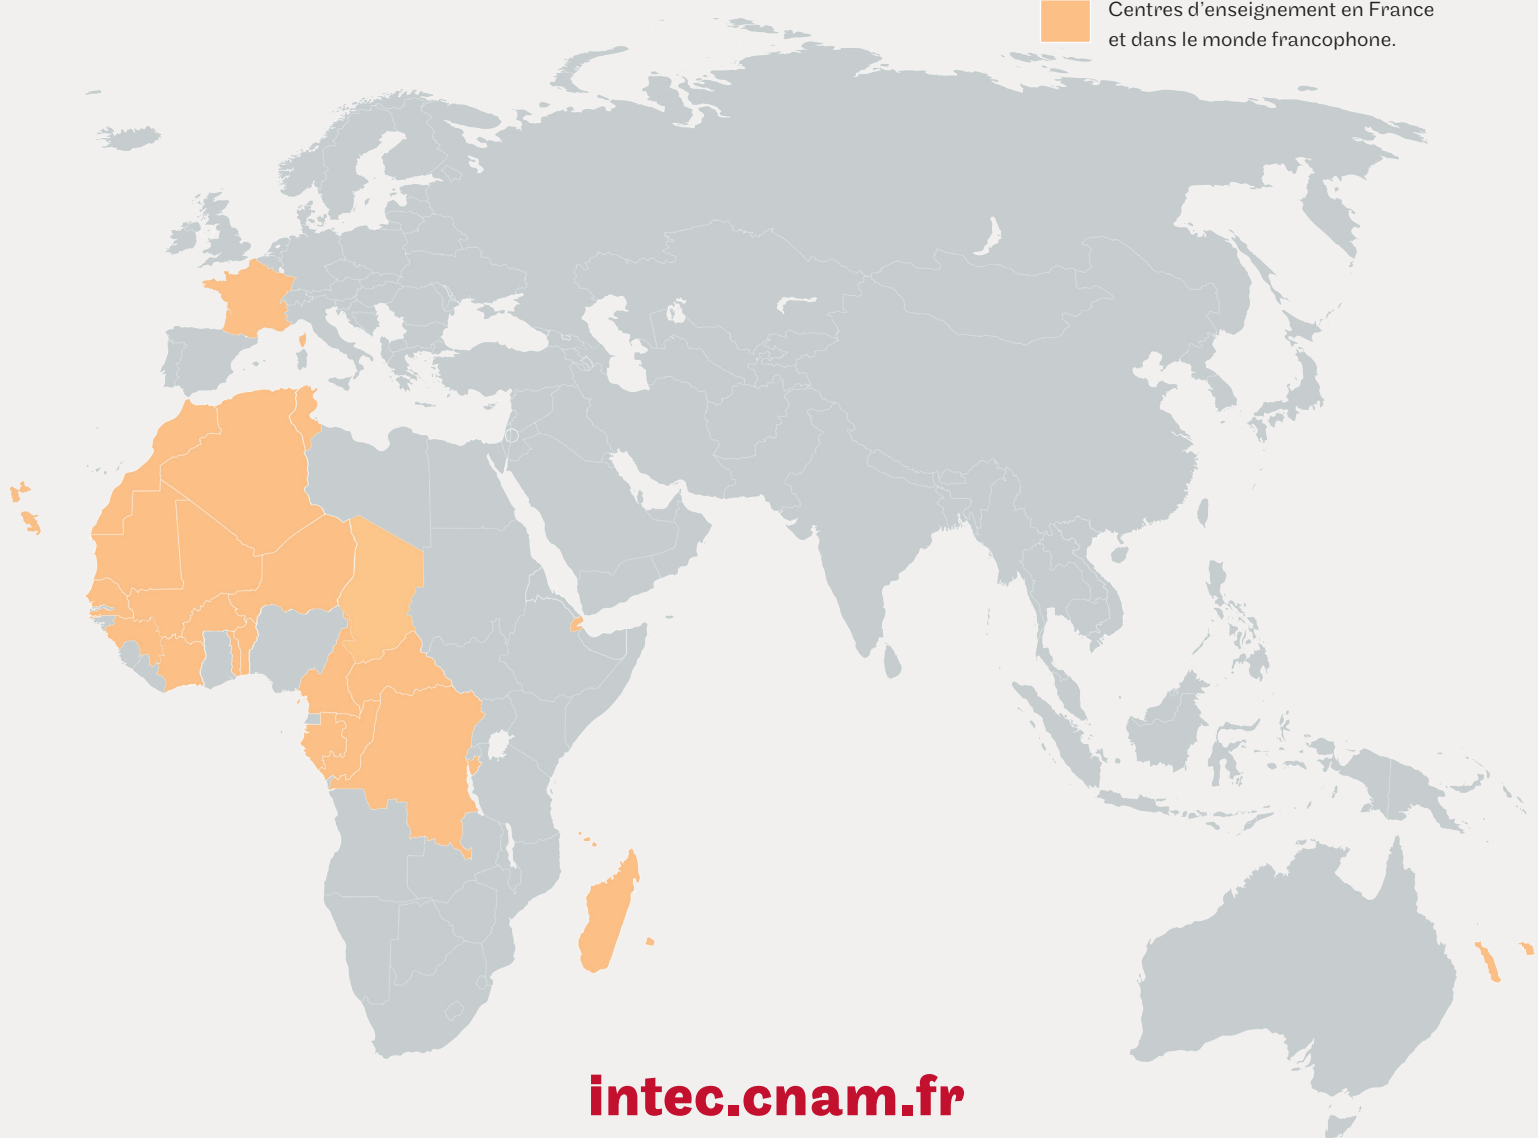 Centres d’enseignement en France
et dans le monde francophone.
intec.cnam.fr